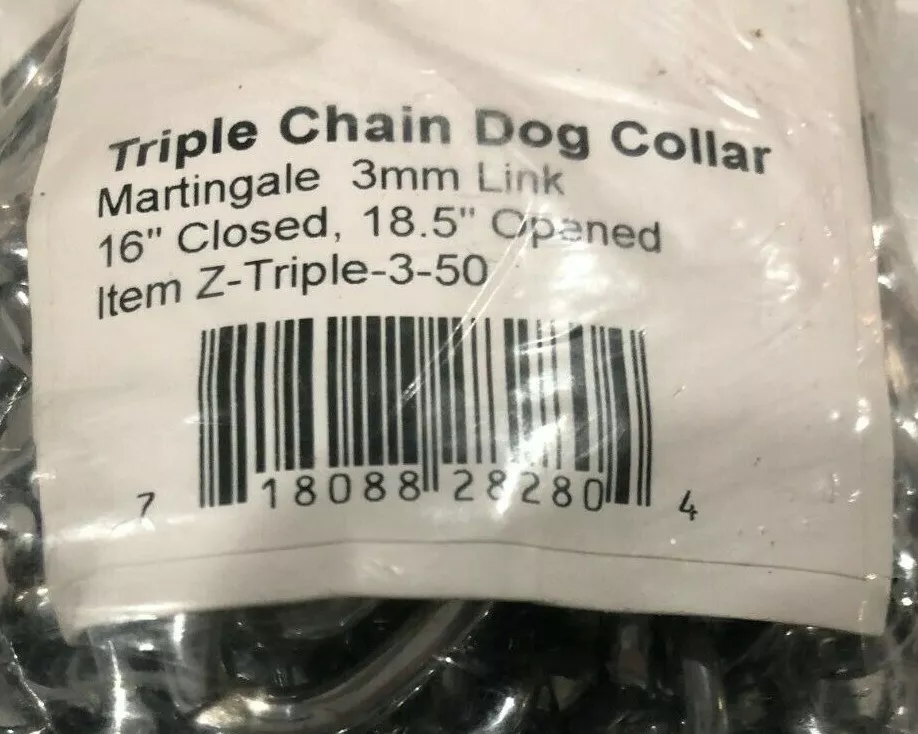 Triple Chain Dog Collar
Martingale 3mm Link
16" Closed, 18.5" Opened
Item Z-Triple-3-50
7 18088 28280 4